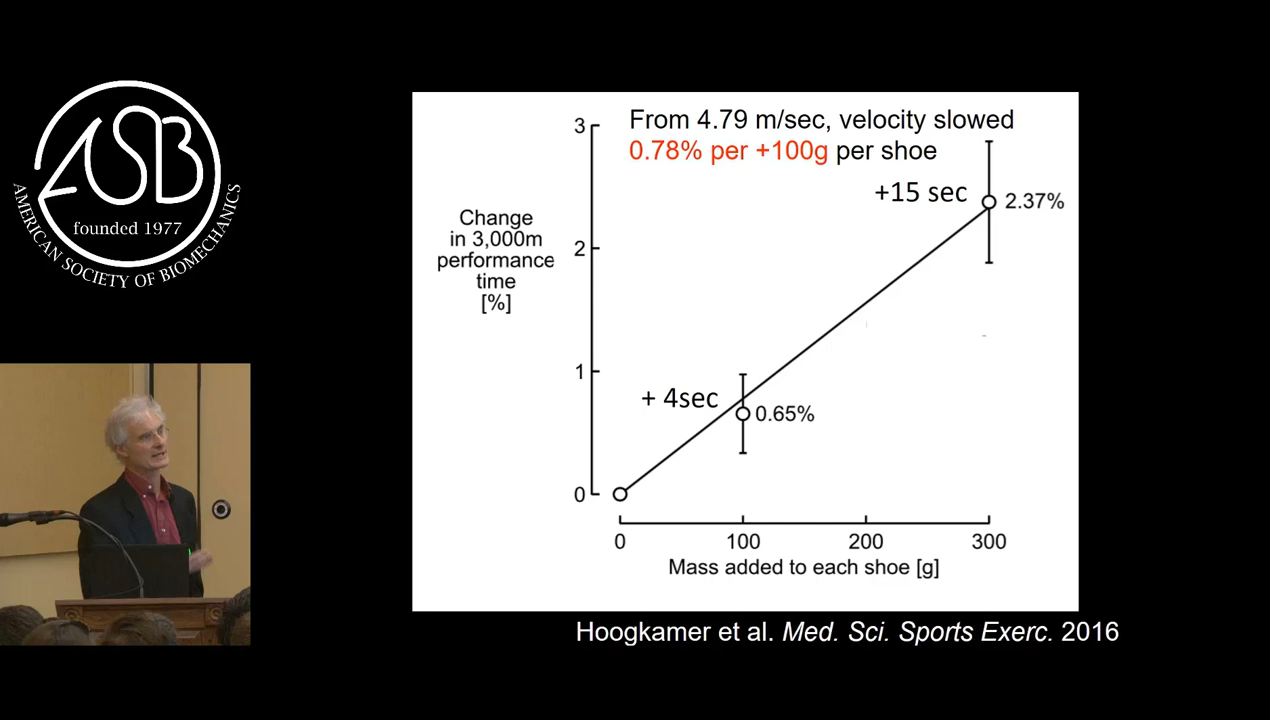 ASB
founded 1977
AMERICAN SOCIETY OF BIOMECHANICS
From 4.79 m/sec, velocity slowed
0.78% per +100g per shoe
Change
in 3,000m
performance
time
[%]
3
2
1
0
+15 sec
2.37%
+ 4sec
0.65%
0 100 200 300
Mass added to each shoe [g]
Hoogkamer et al. Med. Sci. Sports Exerc. 2016